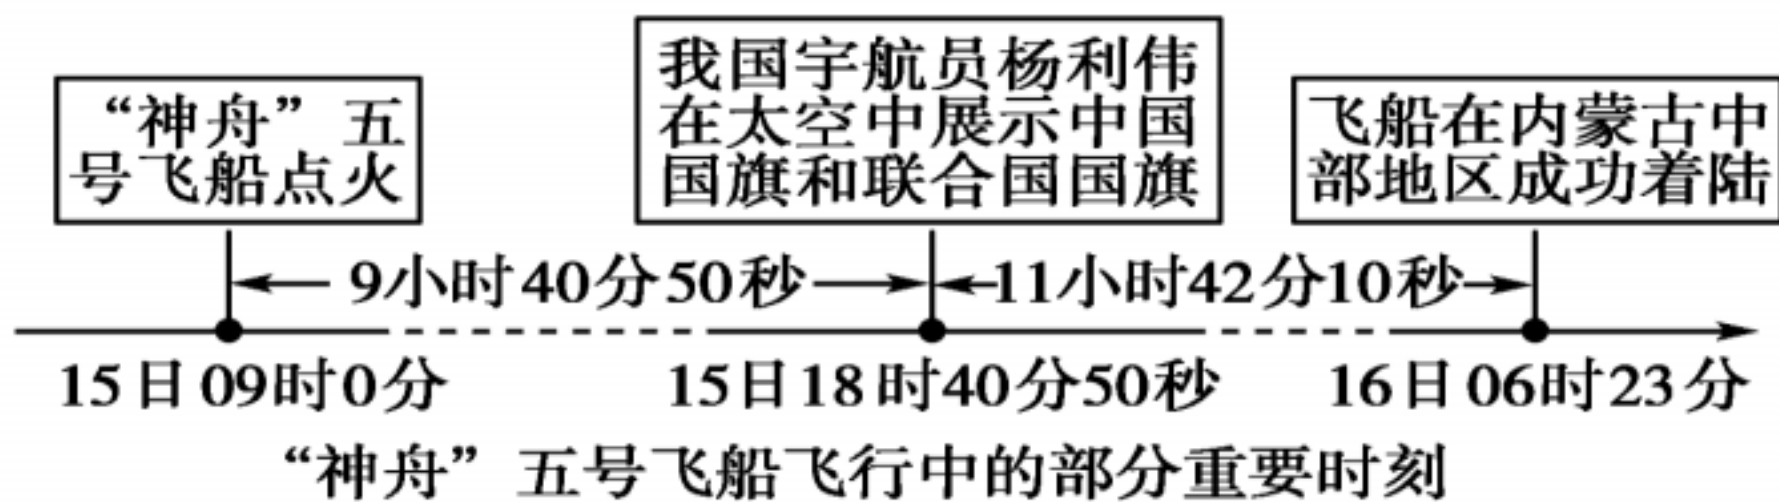 “神舟”五
号飞船点火
我国宇航员杨利伟
在太空中展示中国
国旗和联合国国旗
飞船在内蒙古中
部地区成功着陆
9小时40分50秒
11小时42分10秒
15日09时0分
15日18时40分50秒
16日06时23分
“神舟”五号飞船飞行中的部分重要时刻